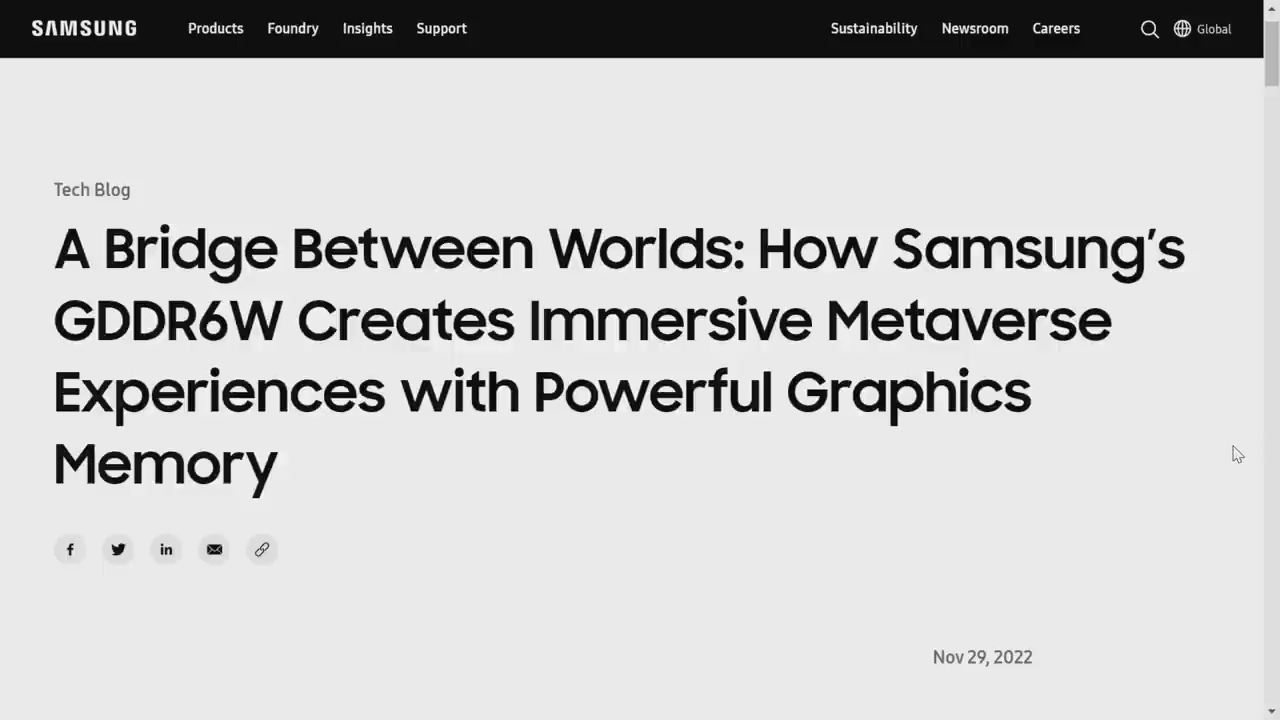 SAMSUNG Products Foundry Insights Support Sustainability Newsroom Careers Global
Tech Blog
A Bridge Between Worlds: How Samsung's
GDDR6W Creates Immersive Metaverse
Experiences with Powerful Graphics
Memory
Nov 29, 2022